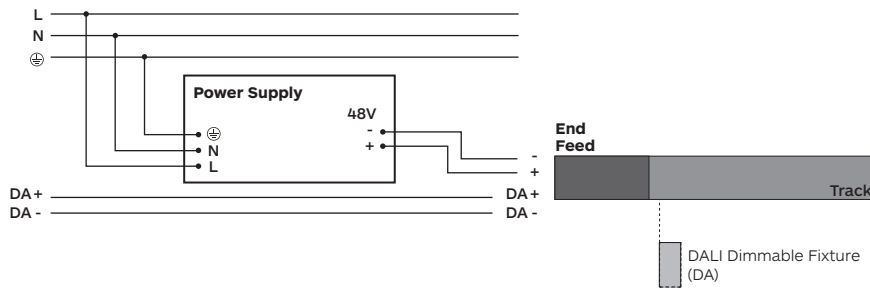 L
N
Power Supply
48V
-
+
N
L
End
Feed
-
+
DA+
DA -
DA+
DA -
Track
DALI Dimmable Fixture
(DA)